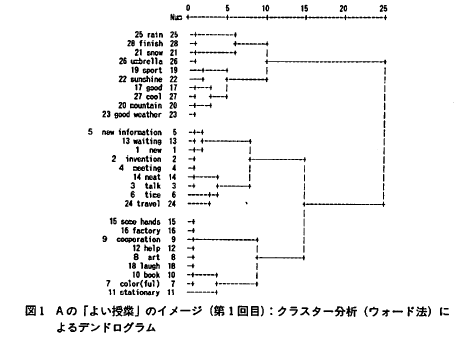 0 5 10 15 20 25
Num
25 rain 25
28 finish 28
21 snow 21
26 umbrella 26
19 sport 19
22 sunshine 22
17 good 17
27 cool 27
20 mountain 20
23 good weather 23
5 new information 5
13 waiting 13
1 new 1
2 invention 2
4 meeting 4
14 neat 14
3 talk 3
6 tice 6
24 travel 24
15 some hands 15
16 factory 16
9 cooperation 9
12 help 12
8 art 8
18 laugh 18
10 book 10
7 color(ful) 7
11 stationary 11
図1 Aの「よい授業」のイメージ(第1回目):クラスター分析(ウォード法)に
よるデンドログラム